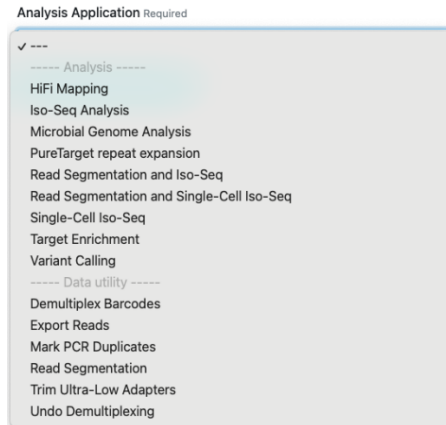 Analysis Application Required
✓ ---
----- Analysis -----
HiFi Mapping
Iso-Seq Analysis
Microbial Genome Analysis
PureTarget repeat expansion
Read Segmentation and Iso-Seq
Read Segmentation and Single-Cell Iso-Seq
Single-Cell Iso-Seq
Target Enrichment
Variant Calling
----- Data utility -----
Demultiplex Barcodes
Export Reads
Mark PCR Duplicates
Read Segmentation
Trim Ultra-Low Adapters
Undo Demultiplexing